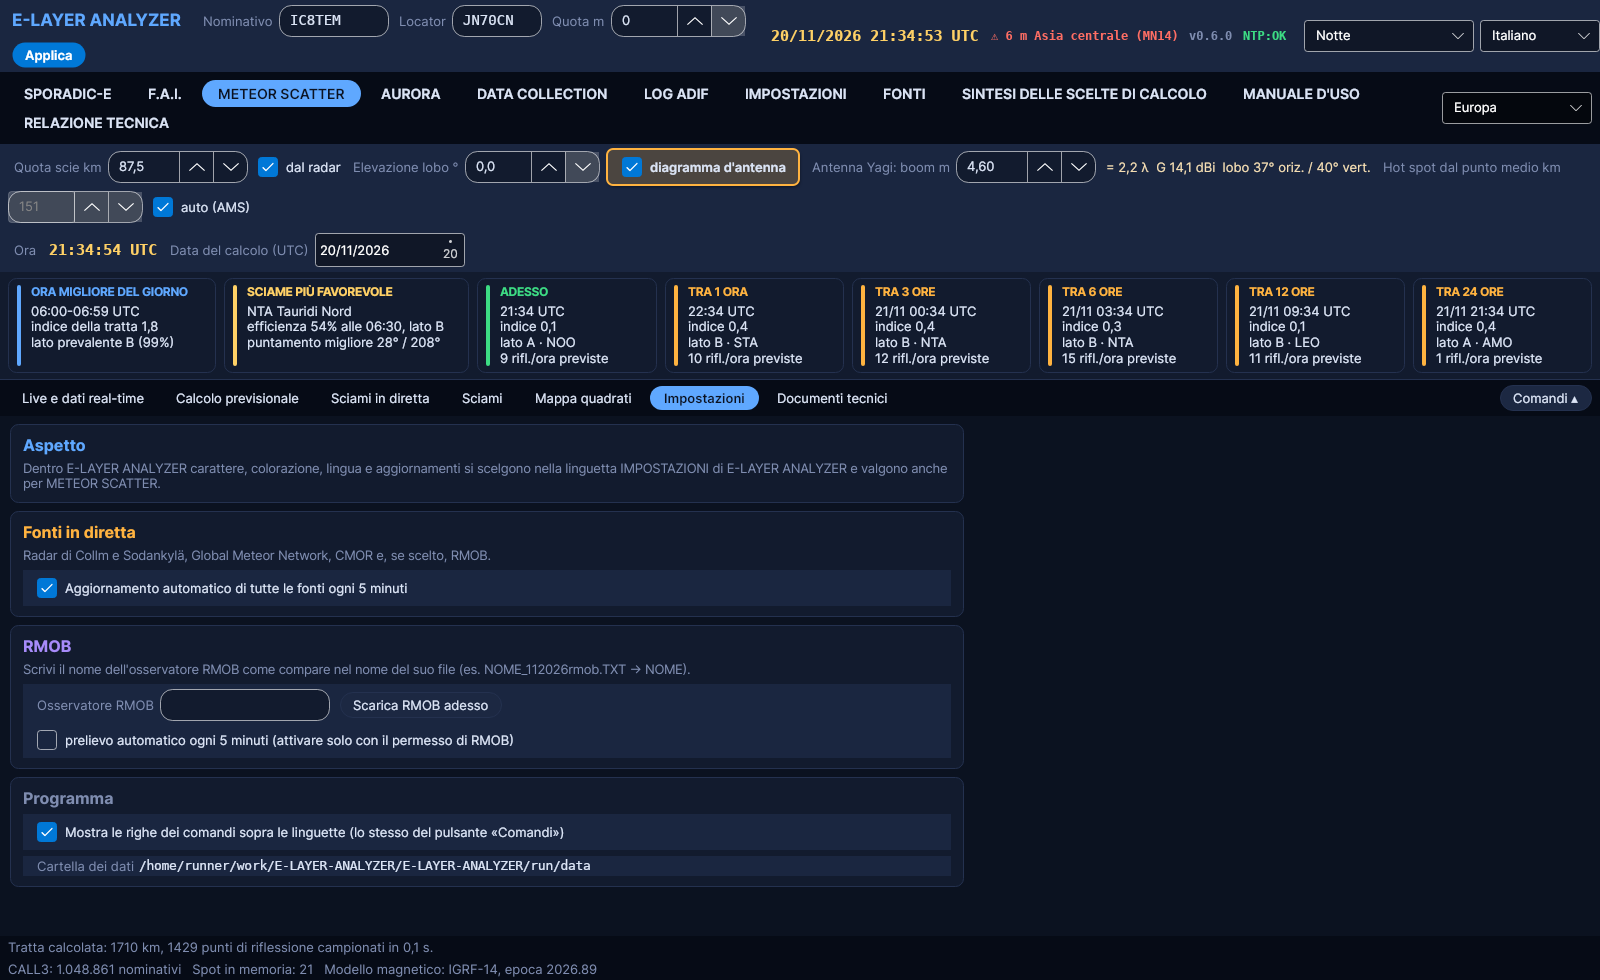 E-LAYER ANALYZER Nominativo IC8TEM Locator JN70CN Quota m 0
20/11/2026 21:34:53 UTC ⚠ 6 m Asia centrale (MN14) v0.6.0 NTP:OK Notte Italiano
Applica
SPORADIC-E F.A.I. METEOR SCATTER AURORA DATA COLLECTION LOG ADIF IMPOSTAZIONI FONTI SINTESI DELLE SCELTE DI CALCOLO MANUALE D'USO
RELAZIONE TECNICA
Europa
Quota scie km 87,5 dal radar Elevazione lobo ° 0,0 diagramma d'antenna Antenna Yagi: boom m 4,60 = 2,2 λ G 14,1 dBi lobo 37° oriz. / 40° vert. Hot spot dal punto medio km
151 auto (AMS)
Ora 21:34:54 UTC Data del calcolo (UTC) 20/11/2026 20
ORA MIGLIORE DEL GIORNO
06:00-06:59 UTC
indice della tratta 1,8
lato prevalente B (99%)
SCIAME PIÙ FAVOREVOLE
NTA Tauridi Nord
efficienza 54% alle 06:30, lato B
puntamento migliore 28° / 208°
ADESSO
21:34 UTC
indice 0,1
lato A · NOO
9 rifl./ora previste
TRA 1 ORA
22:34 UTC
indice 0,4
lato B · STA
10 rifl./ora previste
TRA 3 ORE
21/11 00:34 UTC
indice 0,4
lato B · NTA
12 rifl./ora previste
TRA 6 ORE
21/11 03:34 UTC
indice 0,3
lato B · NTA
15 rifl./ora previste
TRA 12 ORE
21/11 09:34 UTC
indice 0,1
lato B · LEO
11 rifl./ora previste
TRA 24 ORE
21/11 21:34 UTC
indice 0,4
lato A · AMO
1 rifl./ora previste
Live e dati real-time Calcolo previsionale Sciami in diretta Sciami Mappa quadrati Impostazioni Documenti tecnici Comandi ▴
Aspetto
Dentro E-LAYER ANALYZER carattere, colorazione, lingua e aggiornamenti si scelgono nella linguetta IMPOSTAZIONI di E-LAYER ANALYZER e valgono anche
per METEOR SCATTER.
Fonti in diretta
Radar di Collm e Sodankylä, Global Meteor Network, CMOR e, se scelto, RMOB.
Aggiornamento automatico di tutte le fonti ogni 5 minuti
RMOB
Scrivi il nome dell'osservatore RMOB come compare nel nome del suo file (es. NOME_112026rmob.TXT → NOME).
Osservatore RMOB Scarica RMOB adesso
prelievo automatico ogni 5 minuti (attivare solo con il permesso di RMOB)
Programma
Mostra le righe dei comandi sopra le linguette (lo stesso del pulsante «Comandi»)
Cartella dei dati /home/runner/work/E-LAYER-ANALYZER/E-LAYER-ANALYZER/run/data
Tratta calcolata: 1710 km, 1429 punti di riflessione campionati in 0,1 s.
CALL3: 1.048.861 nominativi Spot in memoria: 21 Modello magnetico: IGRF-14, epoca 2026.89